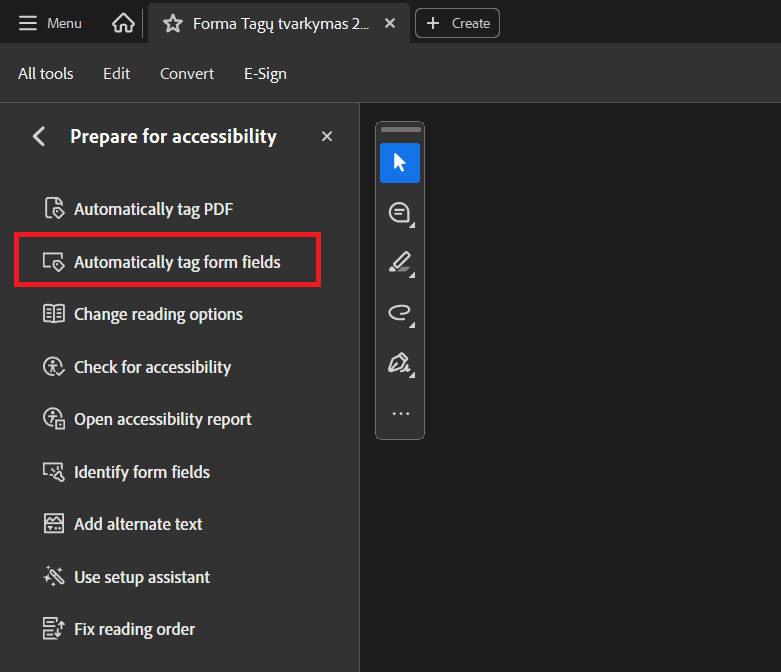 Menu
Forma Tagų tvarkymas 2...
Create
All tools
Edit
Convert
E-Sign
Prepare for accessibility
Automatically tag PDF
Automatically tag form fields
Change reading options
Check for accessibility
Open accessibility report
Identify form fields
Add alternate text
Use setup assistant
Fix reading order